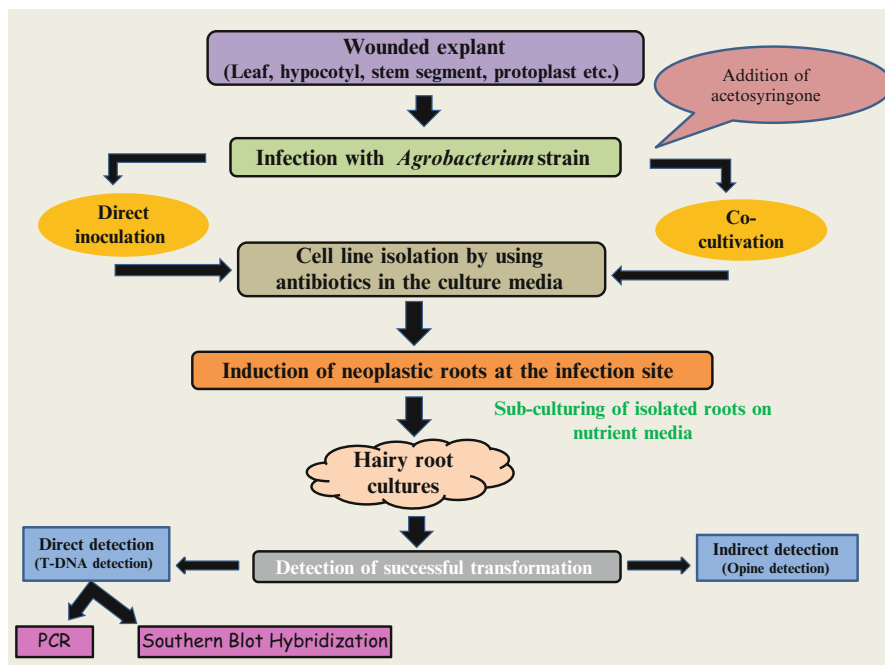 Wounded explant
(Leaf, hypocotyl, stem segment, protoplast etc.)
Addition of
acetosyringone
Infection with Agrobacterium strain
Direct
inoculation
Co-
cultivation
Cell line isolation by using
antibiotics in the culture media
Induction of neoplastic roots at the infection site
Sub-culturing of isolated roots on
nutrient media
Hairy root
cultures
Direct detection
(T-DNA detection)
Detection of successful transformation
Indirect detection
(Opine detection)
PCR
Southern Blot Hybridization